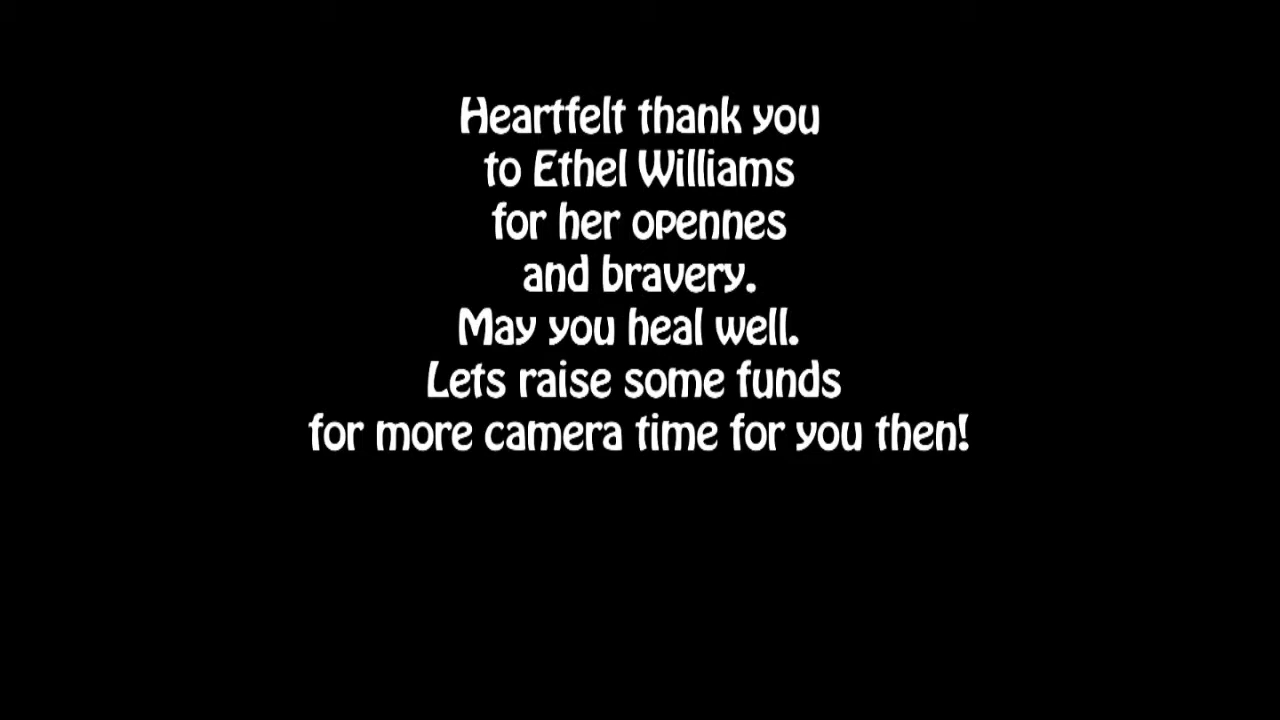 Heartfelt thank you
to Ethel Williams
for her opennes
and bravery.
May you heal well.
Lets raise some funds
for more camera time for you then!